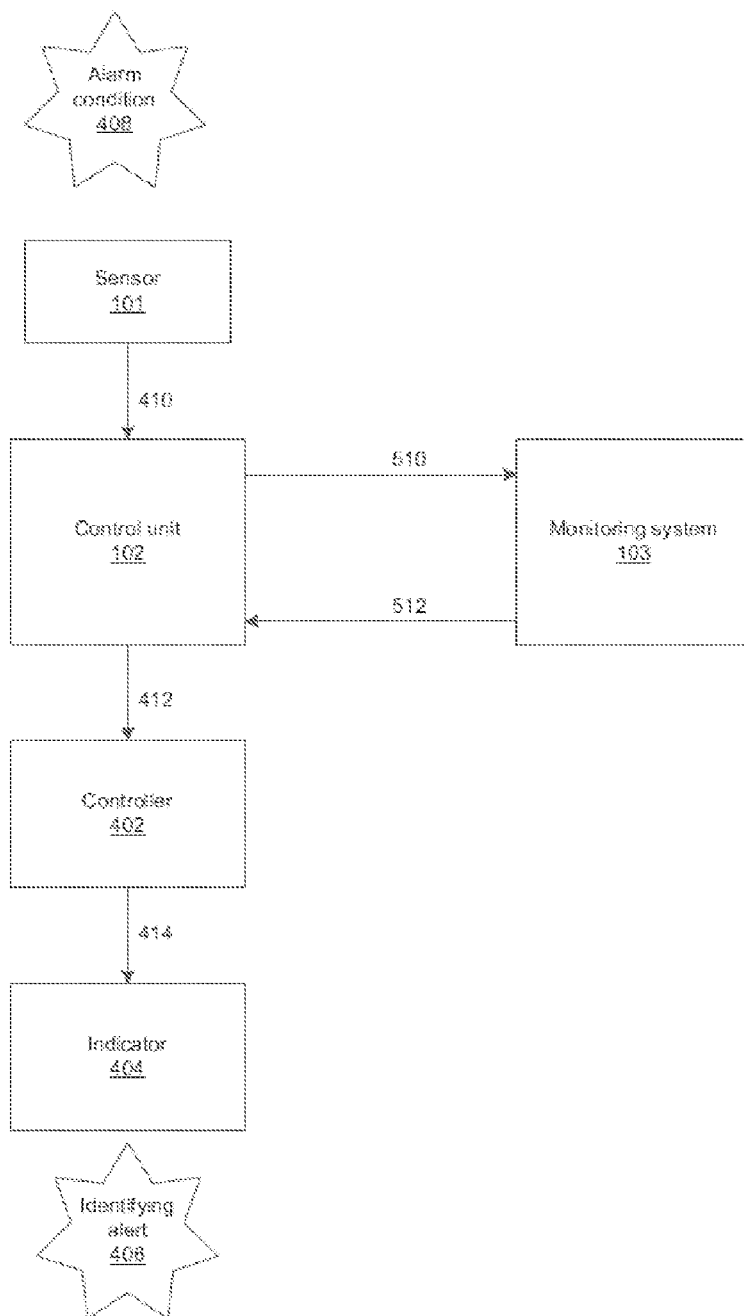 Alarm
condition
408
Sensor
101
410
Control unit
102
510
Monitoring system
103
512
412
Controller
402
414
Indicator
404
Identifying
alert
406